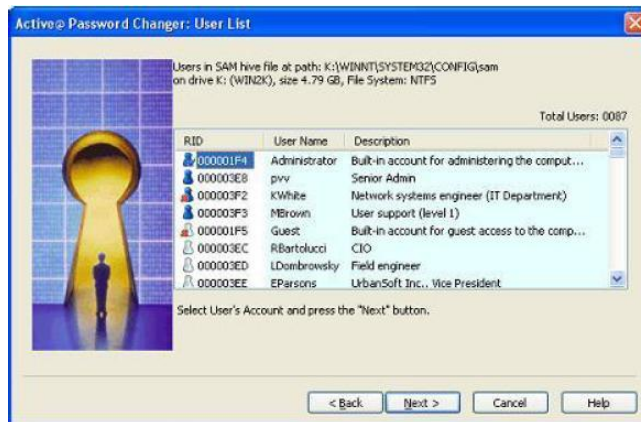 Active@ Password Changer: User List
Users in SAM hive file at path: K:\WINNT\SYSTEM32\CONFIG\sam
on drive K: (WIN2K), size 4.79 GB, File System: NTFS
Total Users: 0087
RID User Name Description
000001F4 Administrator Built-in account for administering the comput...
000003E8 pvv Senior Admin
000003F2 KWhite Network systems engineer (IT Department)
000003F3 MBrown User support (level 1)
000001F5 Guest Built-in account for guest access to the comp...
000003EC RBartolucci CIO
000003ED LDombrowsky Field engineer
000003EE EParsons UrbanSoft Inc., Vice President
Select User's Account and press the "Next" button.
< Back Next > Cancel Help